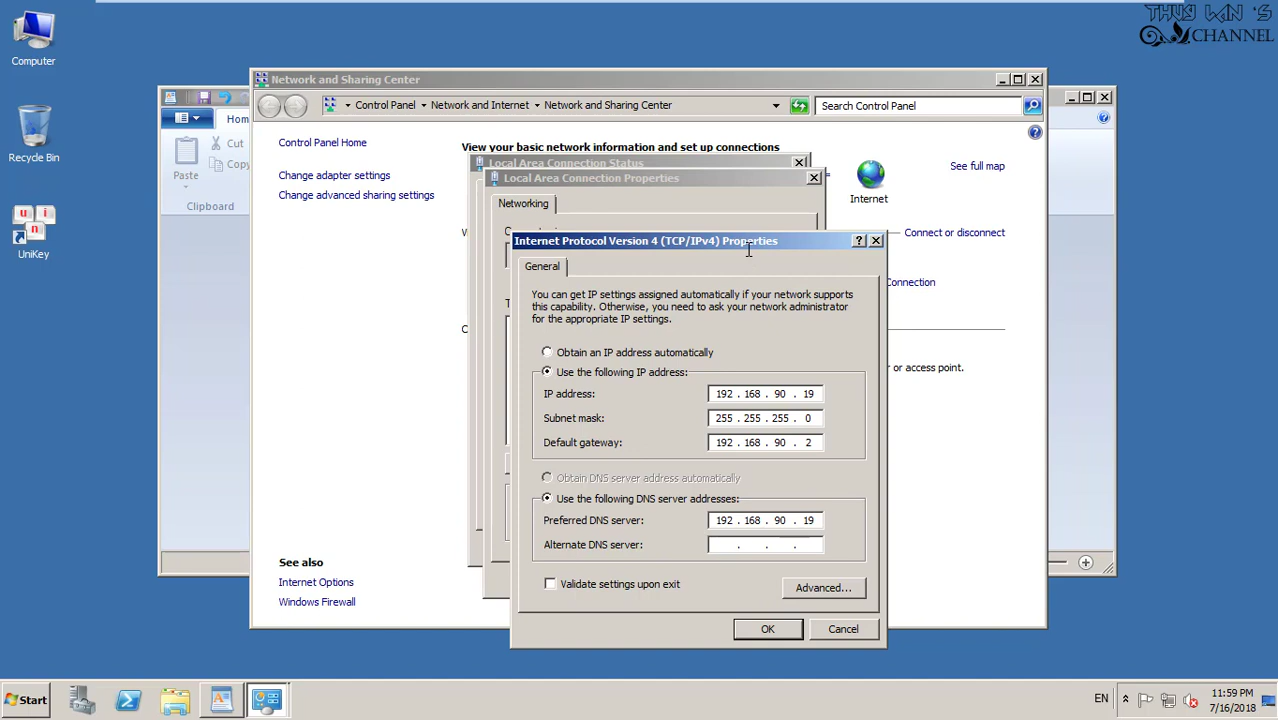 THUY WIN 'S
CHANNEL
Computer
Recycle Bin
UniKey
Hom
Cut
Copy
Paste
Clipboard
Network and Sharing Center
Control Panel
Network and Internet
Network and Sharing Center
Search Control Panel
Control Panel Home
Change adapter settings
Change advanced sharing settings
View your basic network information and set up connections
See full map
Internet
Connect or disconnect
Connection
or access point.
See also
Internet Options
Windows Firewall
Local Area Connection Status
Local Area Connection Properties
Networking
Internet Protocol Version 4 (TCP/IPv4) Properties
General
You can get IP settings assigned automatically if your network supports
this capability. Otherwise, you need to ask your network administrator
for the appropriate IP settings.
Obtain an IP address automatically
Use the following IP address:
IP address: 192 . 168 . 90 . 19
Subnet mask: 255 . 255 . 255 . 0
Default gateway: 192 . 168 . 90 . 2
Obtain DNS server address automatically
Use the following DNS server addresses:
Preferred DNS server: 192 . 168 . 90 . 19
Alternate DNS server: . . .
Validate settings upon exit
Advanced...
OK
Cancel
Start
EN
11:59 PM
7/16/2018